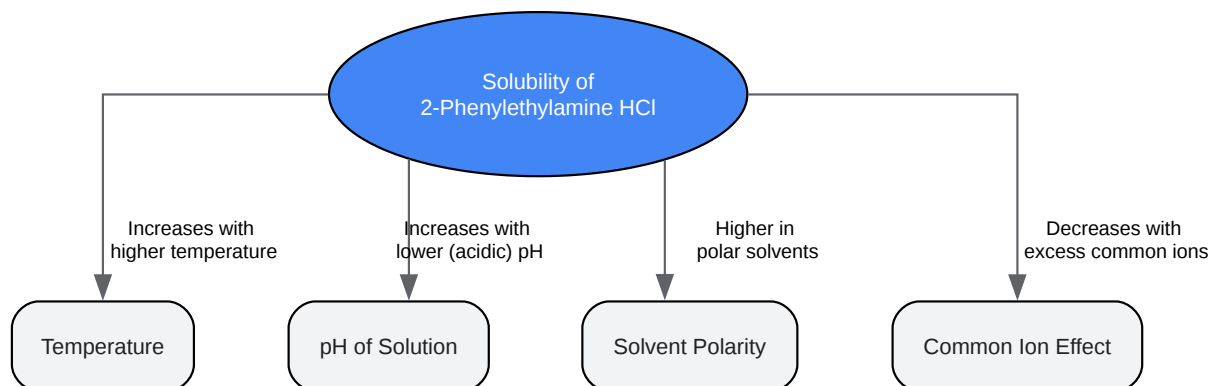 Solubility of
2-Phenylethylamine HCl
Increases with
higher temperature
Increases with
lower (acidic) pH
Higher in
polar solvents
Decreases with
excess common ions
Temperature
pH of Solution
Solvent Polarity
Common Ion Effect